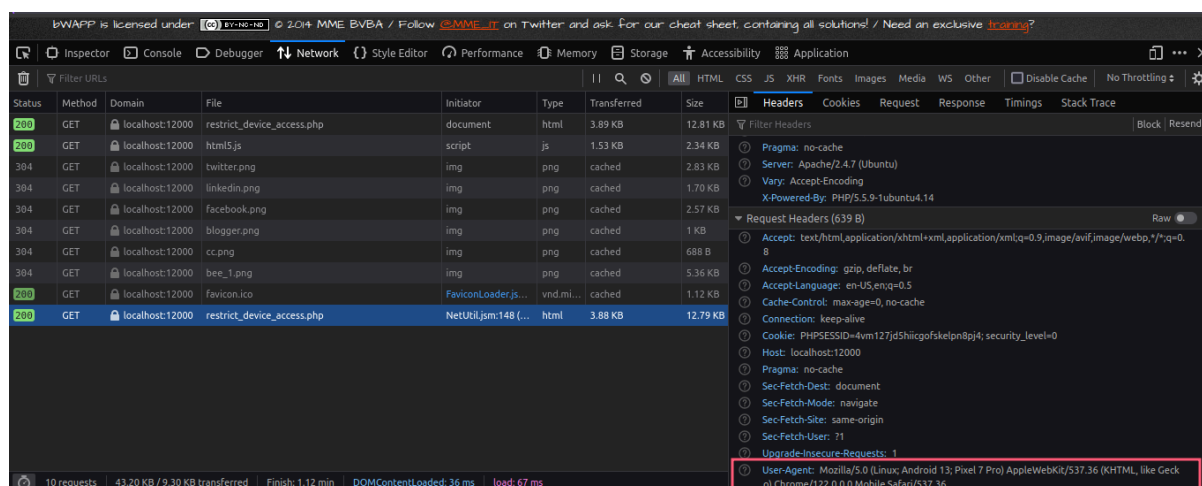 bWAPP is licensed under (cc) BY-NC-ND © 2014 MME BVBA / Follow @MME_IT on Twitter and ask for our cheat sheet, containing all solutions! / Need an exclusive training?
Inspector Console Debugger Network Style Editor Performance Memory Storage Accessibility Application
Filter URLs All HTML CSS JS XHR Fonts Images Media WS Other Disable Cache No Throttling
Status Method Domain File Initiator Type Transferred Size Headers Cookies Request Response Timings Stack Trace
200 GET localhost:12000 restrict_device_access.php document html 3.89 KB 12.81 KB
200 GET localhost:12000 html5.js script js 1.53 KB 2.34 KB
304 GET localhost:12000 twitter.png img png cached 2.83 KB
304 GET localhost:12000 linkedin.png img png cached 1.70 KB
304 GET localhost:12000 facebook.png img png cached 2.57 KB
304 GET localhost:12000 blogger.png img png cached 1 KB
304 GET localhost:12000 cc.png img png cached 688 B
304 GET localhost:12000 bee_1.png img png cached 5.36 KB
200 GET localhost:12000 favicon.ico FaviconLoader.js... vnd.mi... cached 1.12 KB
200 GET localhost:12000 restrict_device_access.php NetUtil.jsm:148 (... html 3.88 KB 12.79 KB
10 requests 43.20 KB / 9.30 KB transferred Finish: 1.12 min DOMContentLoaded: 36 ms load: 67 ms
Filter Headers Block Resend
Pragma: no-cache
Server: Apache/2.4.7 (Ubuntu)
Vary: Accept-Encoding
X-Powered-By: PHP/5.5.9-1ubuntu4.14
Request Headers (639 B) Raw
Accept: text/html,application/xhtml+xml,application/xml;q=0.9,image/avif,image/webp,*/*;q=0.
8
Accept-Encoding: gzip, deflate, br
Accept-Language: en-US,en;q=0.5
Cache-Control: max-age=0, no-cache
Connection: keep-alive
Cookie: PHPSESSID=4vm127jd5hiicgofskelpn8pj4; security_level=0
Host: localhost:12000
Pragma: no-cache
Sec-Fetch-Dest: document
Sec-Fetch-Mode: navigate
Sec-Fetch-Site: same-origin
Sec-Fetch-User: ?1
Upgrade-Insecure-Requests: 1
User-Agent: Mozilla/5.0 (Linux; Android 13; Pixel 7 Pro) AppleWebKit/537.36 (KHTML, like Geck
o) Chrome/122.0.0.0 Mobile Safari/537.36